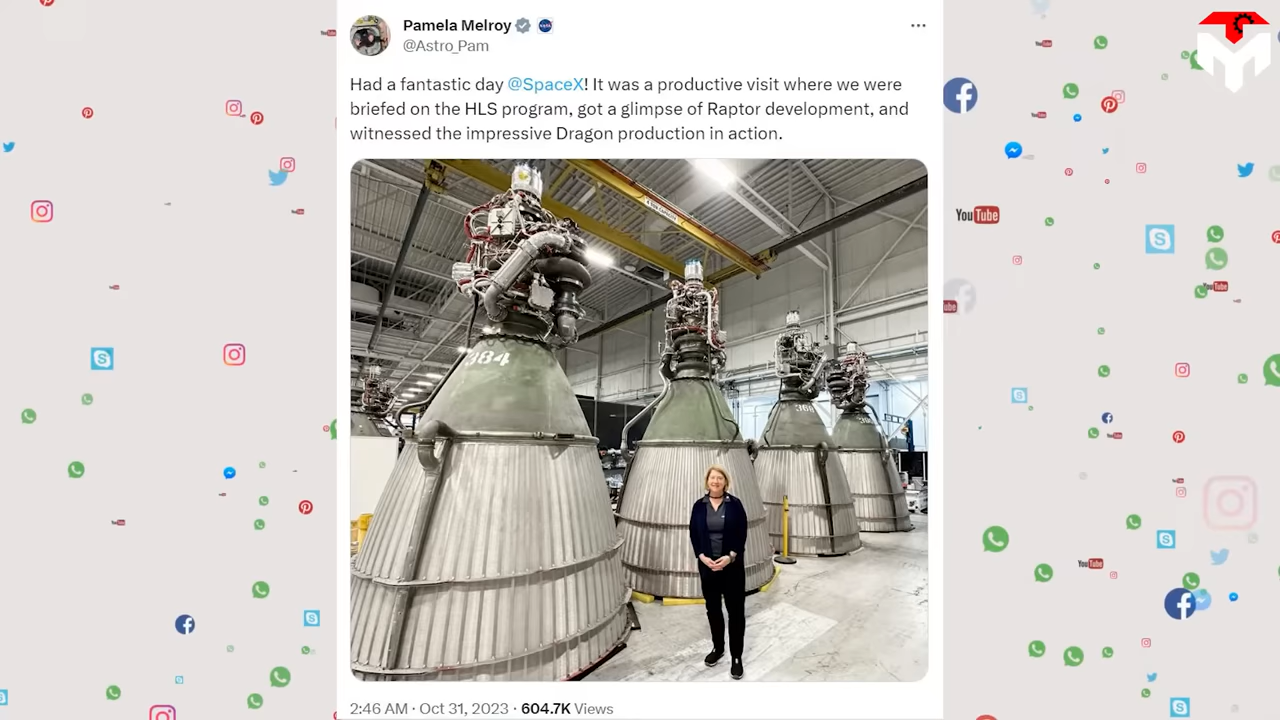 Pamela Melroy
@Astro_Pam
Had a fantastic day @SpaceX! It was a productive visit where we were
briefed on the HLS program, got a glimpse of Raptor development, and
witnessed the impressive Dragon production in action.
384
368
2:46 AM · Oct 31, 2023 · 604.7K Views
YouTube